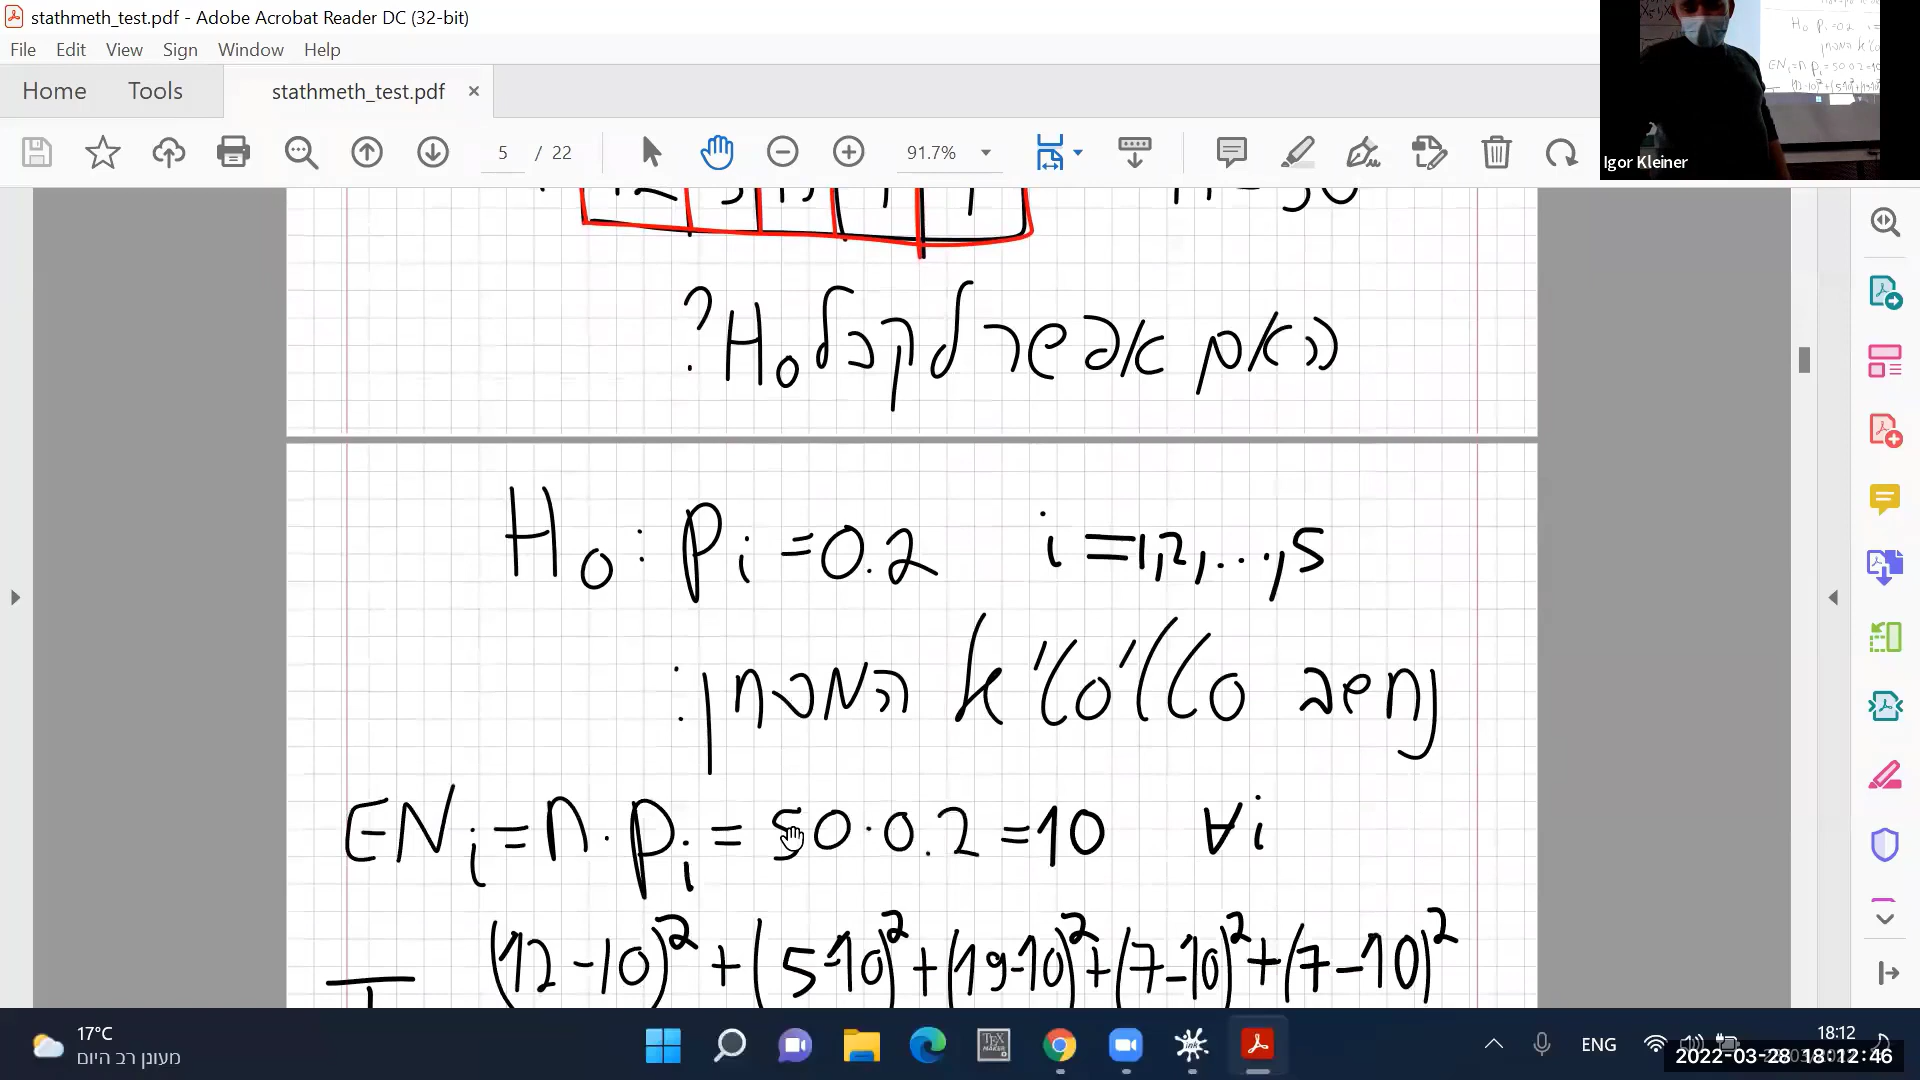 stathmeth_test.pdf - Adobe Acrobat Reader DC (32-bit)
File Edit View Sign Window Help
Home Tools stathmeth_test.pdf ×
5 / 22 91.7%
Igor Kleiner
האם אפשר לקבל H₀?
H₀: Pi = 0.2 i = 1,2,...,5
נחשב סטטיסטי המבחן:
ENi = n · pi = 50 · 0.2 = 10 ∀i
T (12-10)² + (5-10)² + (19-10)² + (7-10)² + (7-10)²
17°C
מעונן רב היום
ENG
18:12
2022-03-28 18:12:46